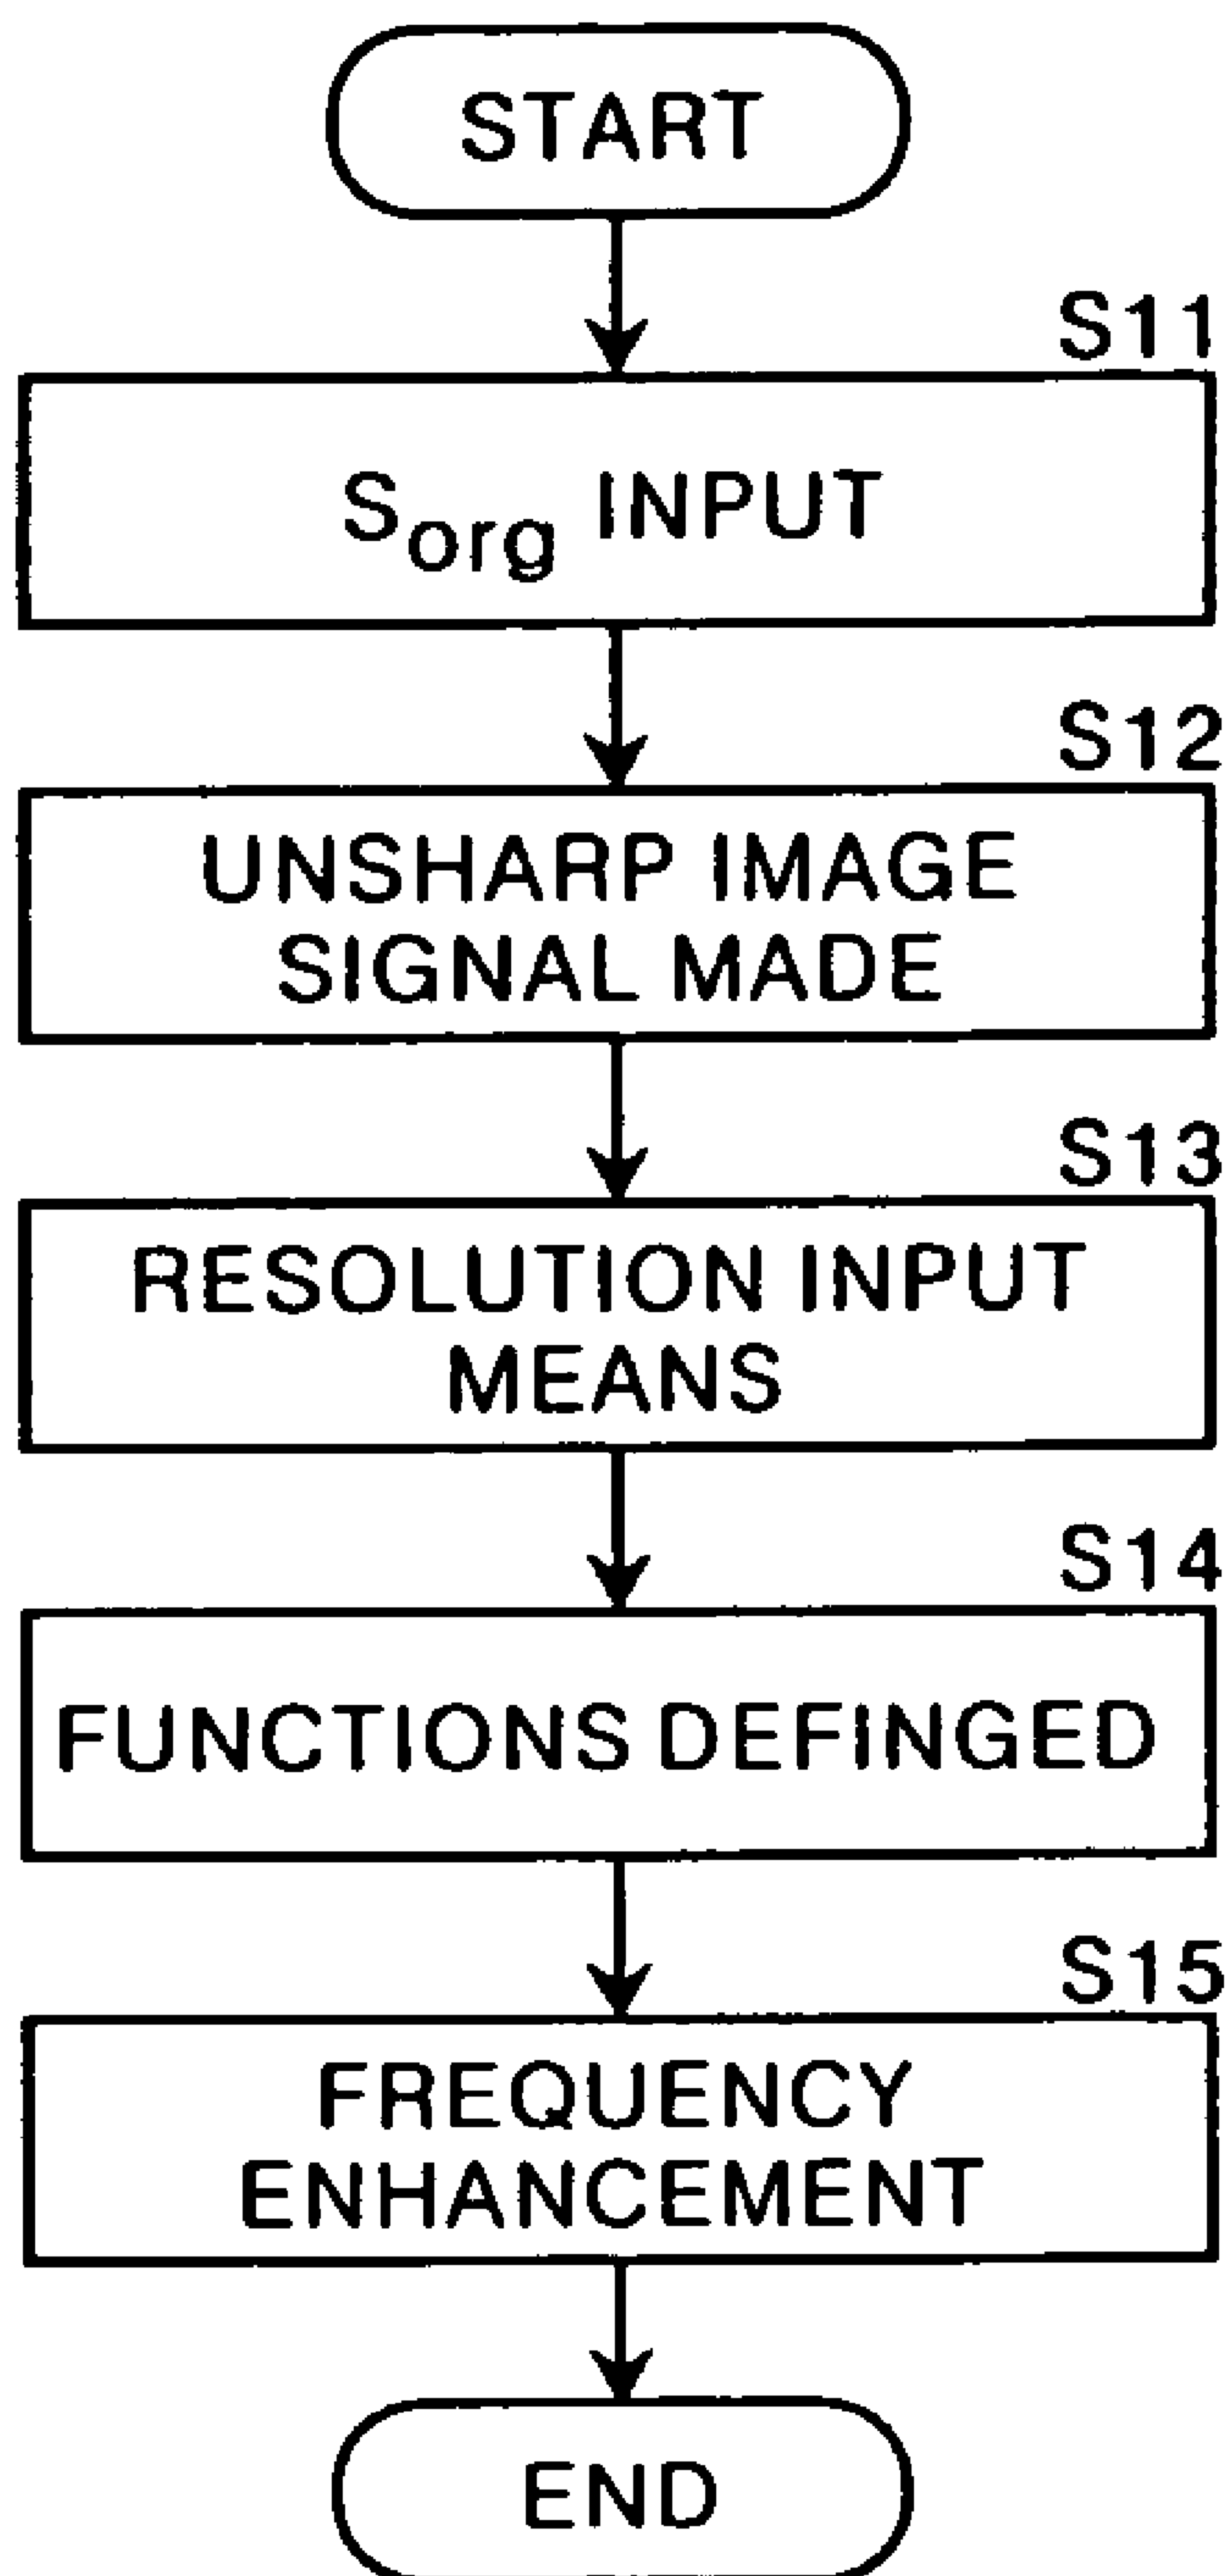 START
S11
Sorg INPUT
S12
UNSHARP IMAGE
SIGNAL MADE
S13
RESOLUTION INPUT
MEANS
S14
FUNCTIONS DEFINGED
S15
FREQUENCY
ENHANCEMENT
END